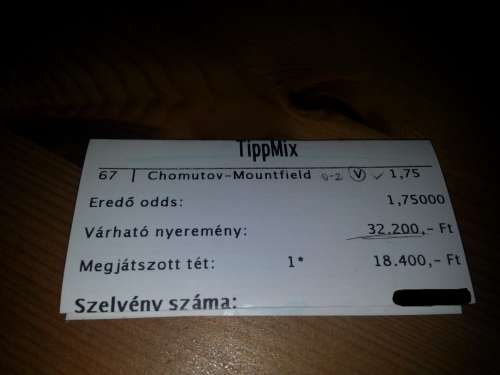 TippMix
67 | Chomutov-Mountfield 0-2 V ✓ 1,75
Eredő odds: 1,75000
Várható nyeremény: 32.200,- Ft
Megjátszott tét: 1* 18.400,- Ft
Szelvény száma: